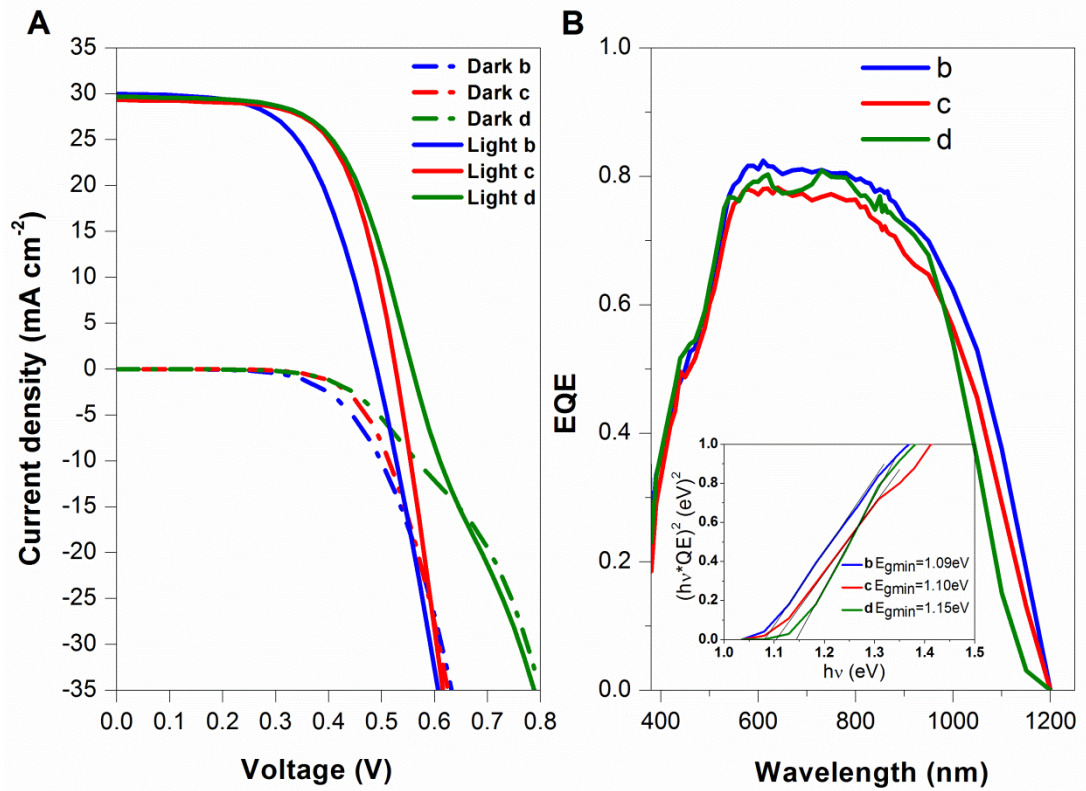 A
35
30
25
20
15
10
5
0
-5
-10
-15
-20
-25
-30
-35
0.0 0.1 0.2 0.3 0.4 0.5 0.6 0.7 0.8
Voltage (V)
Current density (mA cm⁻²)
Dark b
Dark c
Dark d
Light b
Light c
Light d
B
1.0
0.8
0.6
0.4
0.2
0.0
400 600 800 1000 1200
Wavelength (nm)
EQE
b
c
d
1.0
0.8
0.6
0.4
0.2
0.0
1.0 1.1 1.2 1.3 1.4 1.5
hν (eV)
(hν*QE)² (eV)²
b Egmin=1.09eV
c Egmin=1.10eV
d Egmin=1.15eV